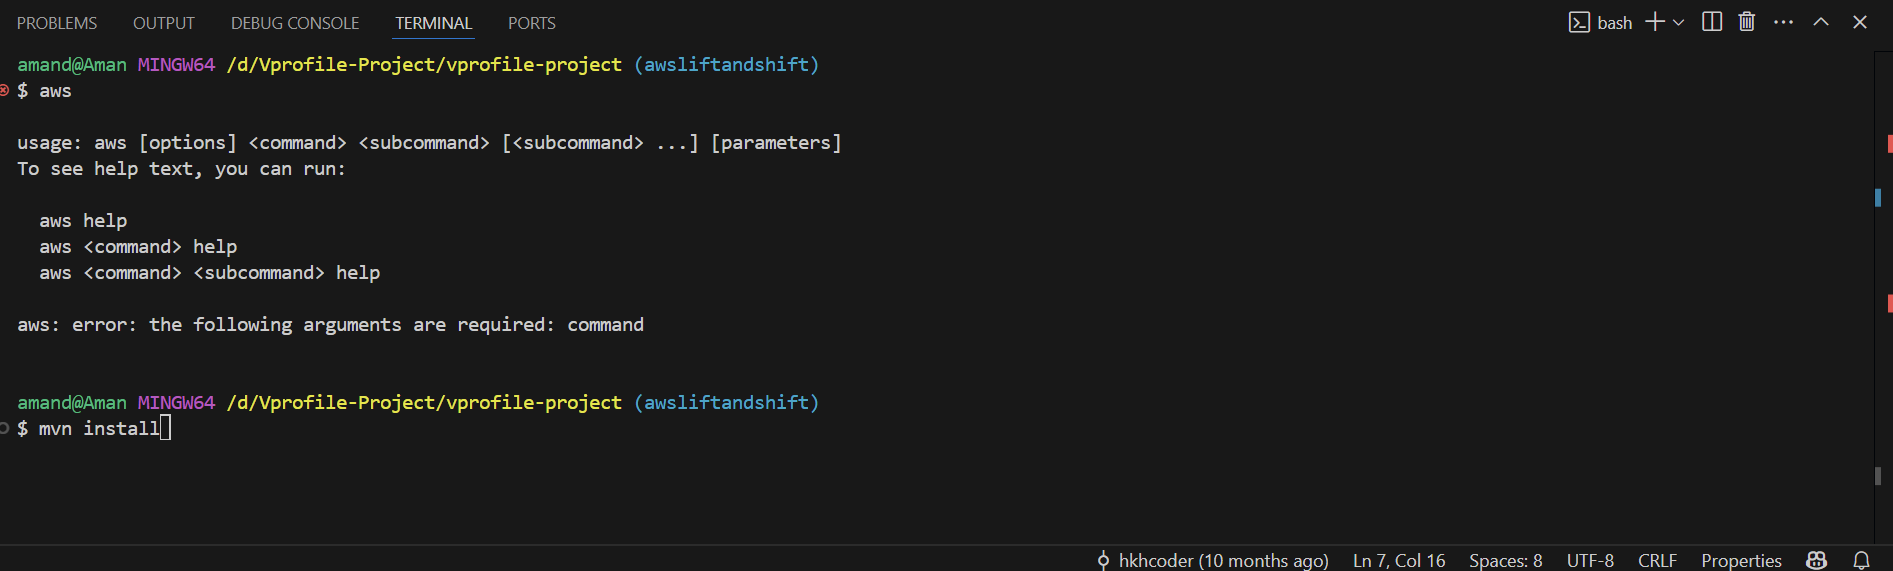 PROBLEMS OUTPUT DEBUG CONSOLE TERMINAL PORTS bash
amand@Aman MINGW64 /d/Vprofile-Project/vprofile-project (awsliftandshift)
$ aws
usage: aws [options] <command> <subcommand> [<subcommand> ...] [parameters]
To see help text, you can run:
aws help
aws <command> help
aws <command> <subcommand> help
aws: error: the following arguments are required: command
amand@Aman MINGW64 /d/Vprofile-Project/vprofile-project (awsliftandshift)
$ mvn install
hkhcoder (10 months ago) Ln 7, Col 16 Spaces: 8 UTF-8 CRLF Properties